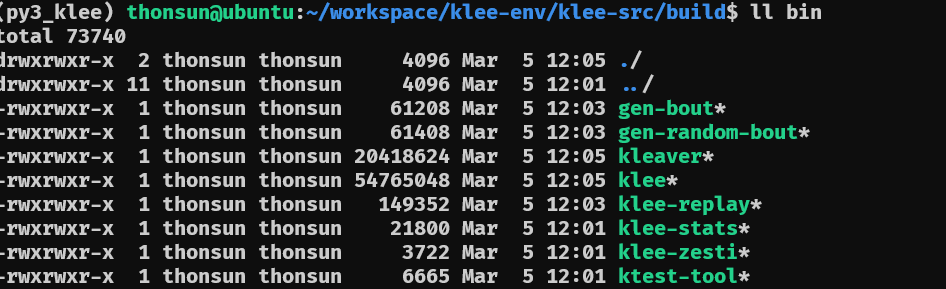 (py3_klee) thonsun@ubuntu:~/workspace/klee-env/klee-src/build$ ll bin
total 73740
drwxrwxr-x  2 thonsun thonsun     4096 Mar  5 12:05 ./
drwxrwxr-x 11 thonsun thonsun     4096 Mar  5 12:01 ../
-rwxrwxr-x  1 thonsun thonsun    61208 Mar  5 12:03 gen-bout*
-rwxrwxr-x  1 thonsun thonsun    61408 Mar  5 12:03 gen-random-bout*
-rwxrwxr-x  1 thonsun thonsun 20418624 Mar  5 12:05 kleaver*
-rwxrwxr-x  1 thonsun thonsun 54765048 Mar  5 12:05 klee*
-rwxrwxr-x  1 thonsun thonsun   149352 Mar  5 12:03 klee-replay*
-rwxrwxr-x  1 thonsun thonsun    21800 Mar  5 12:01 klee-stats*
-rwxrwxr-x  1 thonsun thonsun     3722 Mar  5 12:01 klee-zesti*
-rwxrwxr-x  1 thonsun thonsun     6665 Mar  5 12:01 ktest-tool*